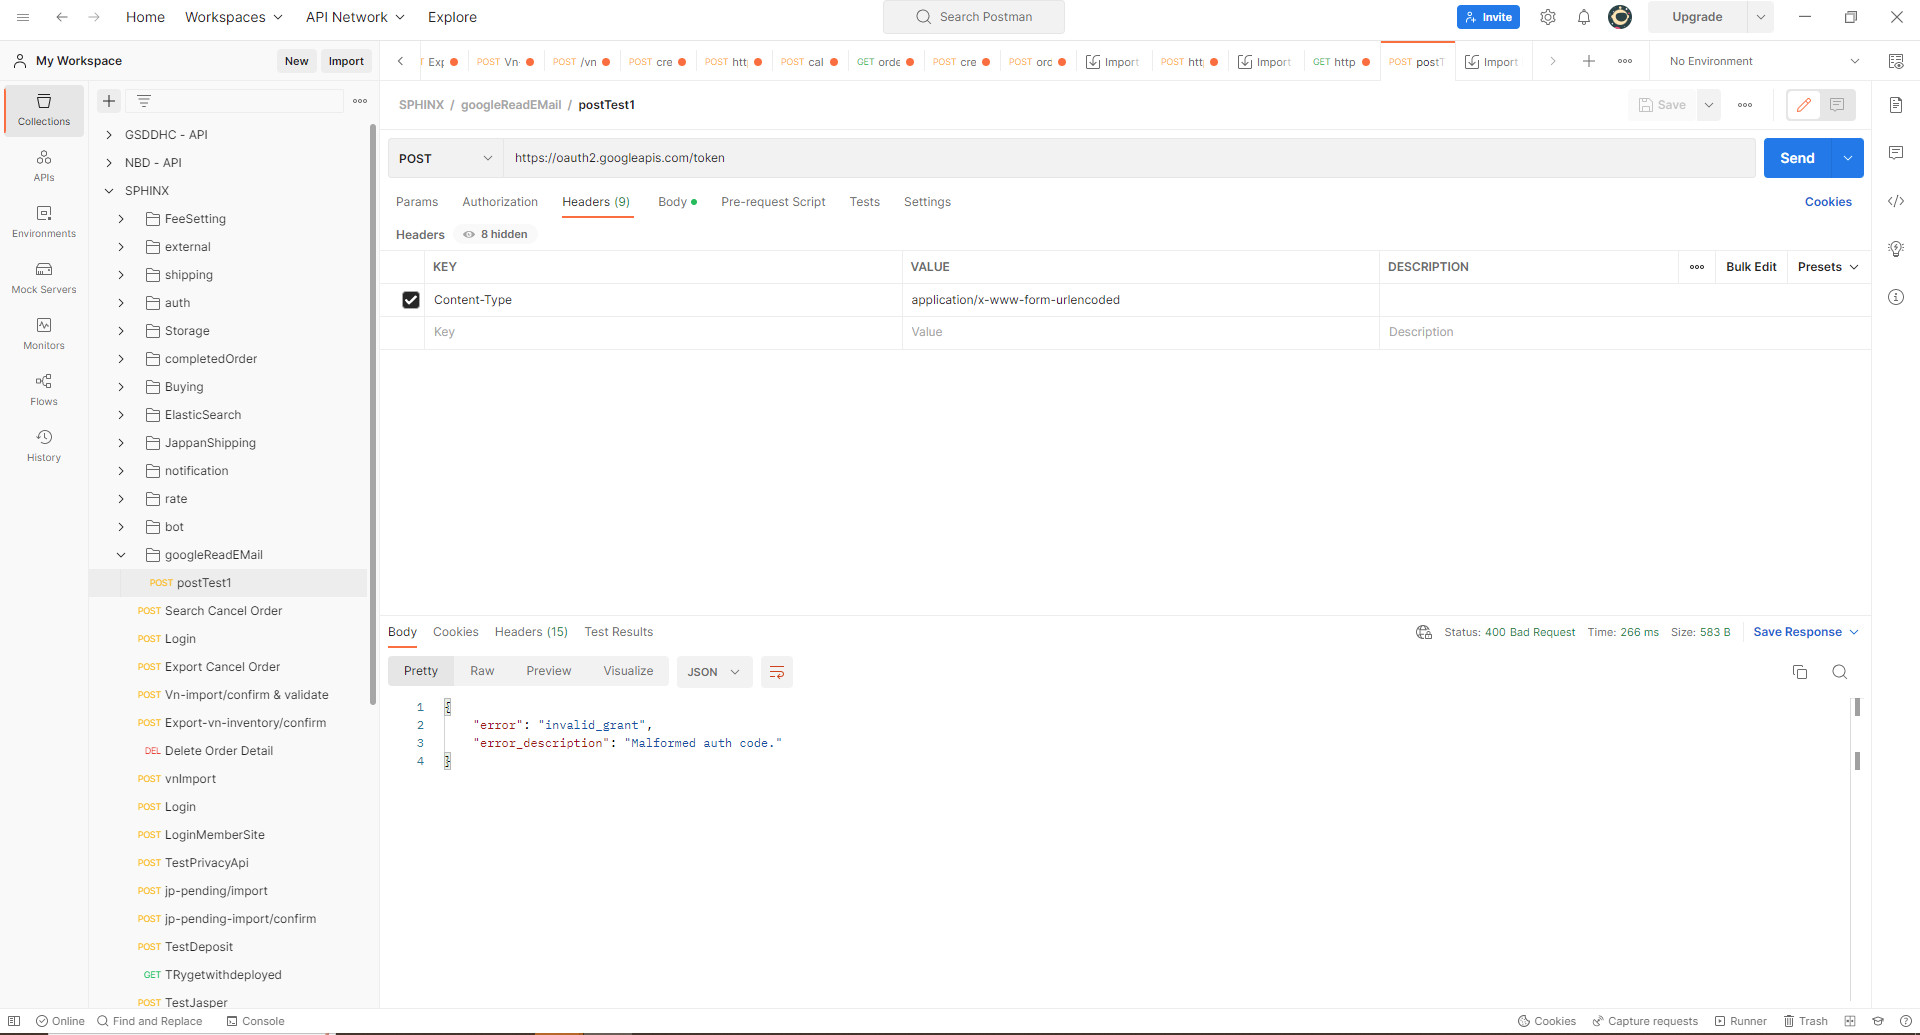 Home
Workspaces
API Network
Explore
Search Postman
Invite
Upgrade
My Workspace
New
Import
Exp
POST Vn-
POST /vn
POST cre
POST htt
POST cal
GET orde
POST cre
POST orc
Import
POST htt
Import
GET http
POST postT
Import
No Environment
Collections
APIs
Environments
Mock Servers
Monitors
Flows
History
GSDDHC - API
NBD - API
SPHINX
FeeSetting
external
shipping
auth
Storage
completedOrder
Buying
ElasticSearch
JappanShipping
notification
rate
bot
googleReadEMail
POST postTest1
POST Search Cancel Order
POST Login
POST Export Cancel Order
POST Vn-import/confirm & validate
POST Export-vn-inventory/confirm
DEL Delete Order Detail
POST vnImport
POST Login
POST LoginMemberSite
POST TestPrivacyApi
POST jp-pending/import
POST jp-pending-import/confirm
POST TestDeposit
GET TRygetwithdeployed
POST TestJasper
SPHINX / googleReadEMail / postTest1
Save
POST
https://oauth2.googleapis.com/token
Send
Params
Authorization
Headers (9)
Body
Pre-request Script
Tests
Settings
Cookies
Headers
8 hidden
KEY
VALUE
DESCRIPTION
Bulk Edit
Presets
Content-Type
application/x-www-form-urlencoded
Key
Value
Description
Body
Cookies
Headers (15)
Test Results
Status: 400 Bad Request
Time: 266 ms
Size: 583 B
Save Response
Pretty
Raw
Preview
Visualize
JSON
1 {
2 "error": "invalid_grant",
3 "error_description": "Malformed auth code."
4 }
Online
Find and Replace
Console
Cookies
Capture requests
Runner
Trash